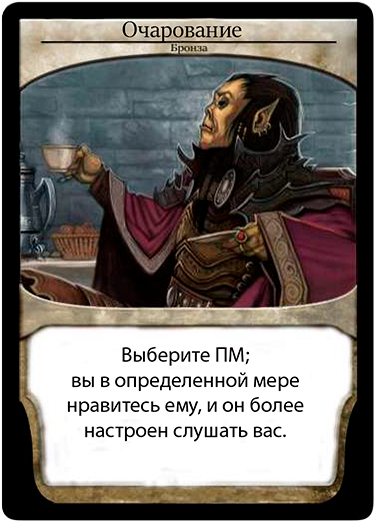 Очарование
Бронза
Выберите ПМ;
вы в определенной мере
нравитесь ему, и он более
настроен слушать вас.